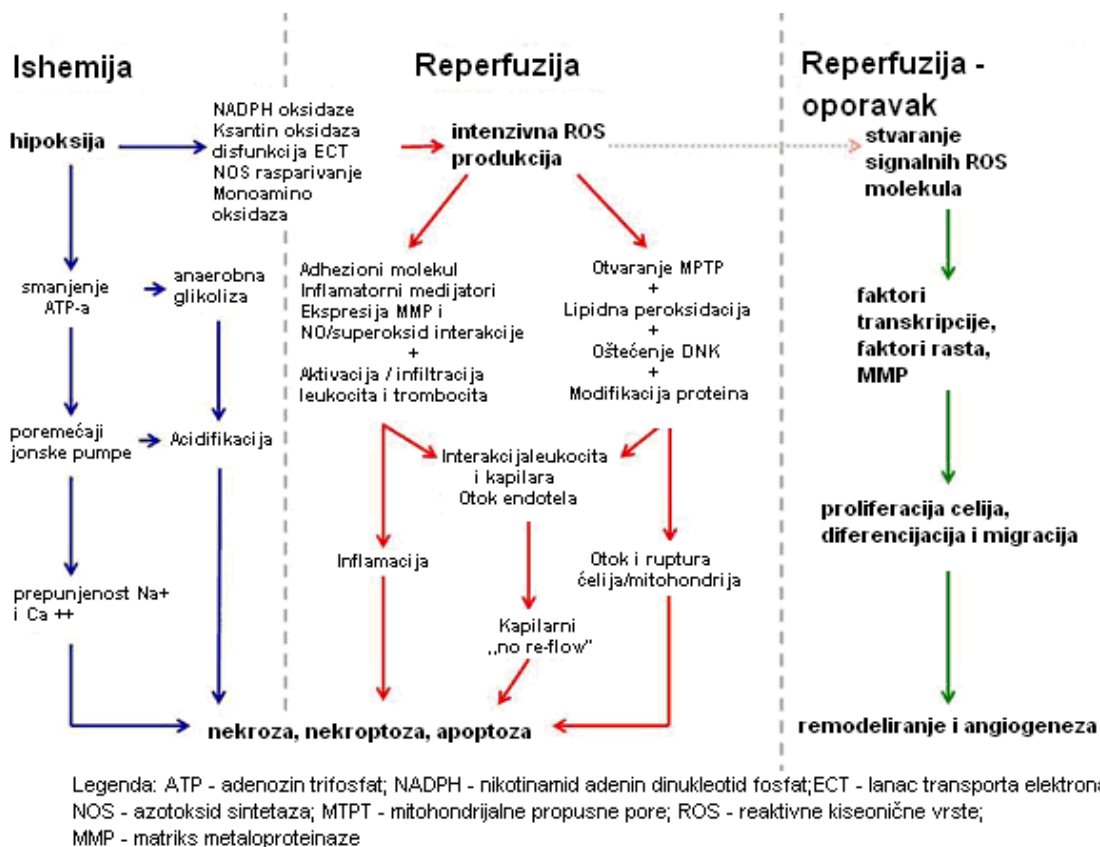 Ishemija
hipoksija
smanjenje
ATP-a
anaerobna
glikoliza
poremećaji
jonske pumpe
Acidifikacija
prepunjenost Na+
i Ca ++
NADPH oksidaze
Ksantin oksidaza
disfunkcija ECT
NOS rasparivanje
Monoamino
oksidaza
Reperfuzija
intenzivna ROS
produkcija
Adhezioni molekul
Inflamatorni medijatori
Ekspresija MMP i
NO/superoksid interakcije
+
Aktivacija / infiltracija
leukocita i trombocita
Otvaranje MPTP
+
Lipidna peroksidacija
+
Oštećenje DNK
+
Modifikacija proteina
Interakcijaleukocita
i kapilara
Otok endotela
Inflamacija
Otok i ruptura
ćelija/mitohondrija
Kapilarni
,,no re-flow"
nekroza, nekroptoza, apoptoza
Reperfuzija -
oporavak
stvaranje
signalnih ROS
molekula
faktori
transkripcije,
faktori rasta,
MMP
proliferacija celija,
diferencijacija i migracija
remodeliranje i angiogeneza
Legenda: ATP - adenozin trifosfat; NADPH - nikotinamid adenin dinukleotid fosfat;ECT - lanac transporta elektrona
NOS - azotoksid sintetaza; MTPT - mitohondrijalne propusne pore; ROS - reaktivne kiseonične vrste;
MMP - matriks metaloproteinaze